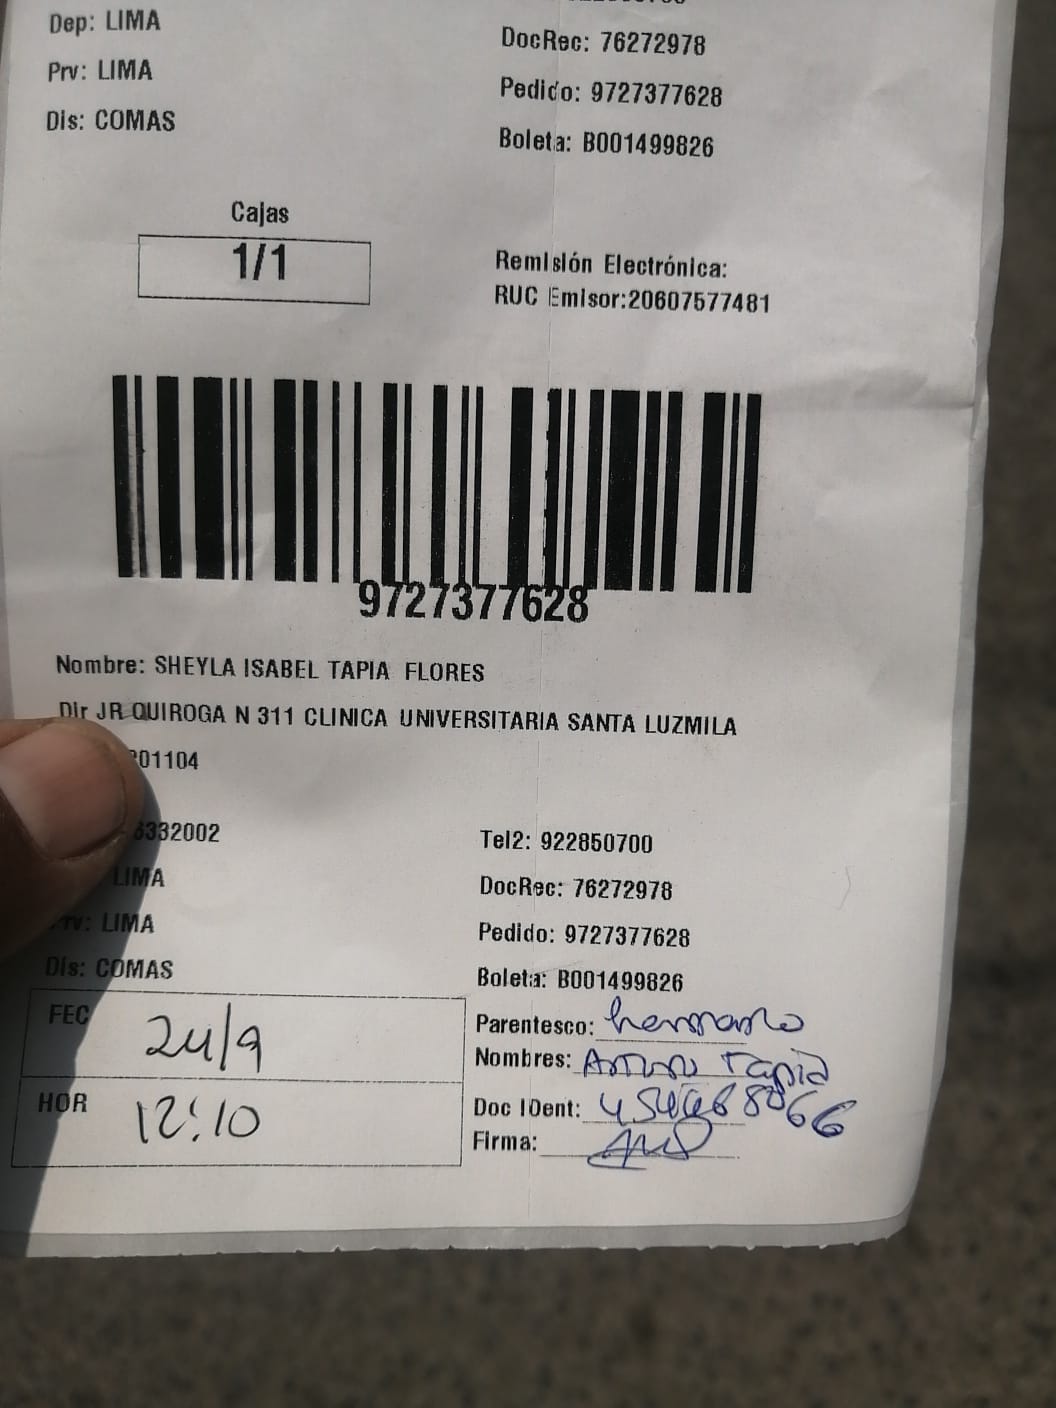 Dep: LIMA
Prv: LIMA
Dis: COMAS
DocRec: 76272978
Pedido: 9727377628
Boleta: B001499826
Cajas
1/1
Remisión Electrónica:
RUC Emisor:20607577481
9727377628
Nombre: SHEYLA ISABEL TAPIA FLORES
Dir JR QUIROGA N 311 CLINICA UNIVERSITARIA SANTA LUZMILA
01104
332002
LIMA
Prv: LIMA
Dis: COMAS
Tel2: 922850700
DocRec: 76272978
Pedido: 9727377628
Boleta: B001499826
FEC 24/9
HOR 12:10
Parentesco: hermano
Nombres: Arturo Tapia
Doc IDent:
Firma: